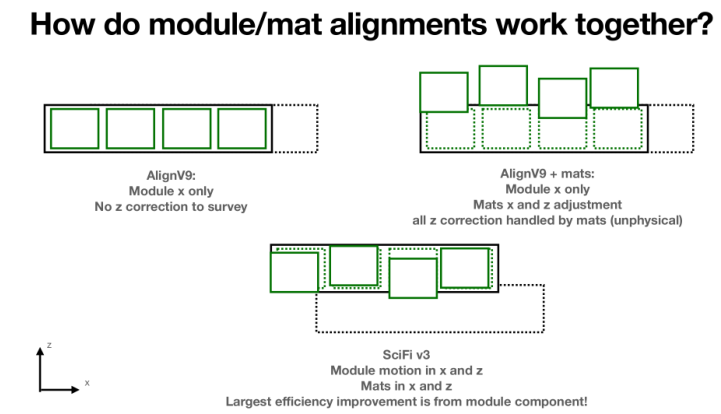 How do module/mat alignments work together?
AlignV9:
Module x only
No z correction to survey
AlignV9 + mats:
Module x only
Mats x and z adjustment
all z correction handled by mats (unphysical)
SciFi v3
Module motion in x and z
Mats in x and z
Largest efficiency improvement is from module component!
z
x